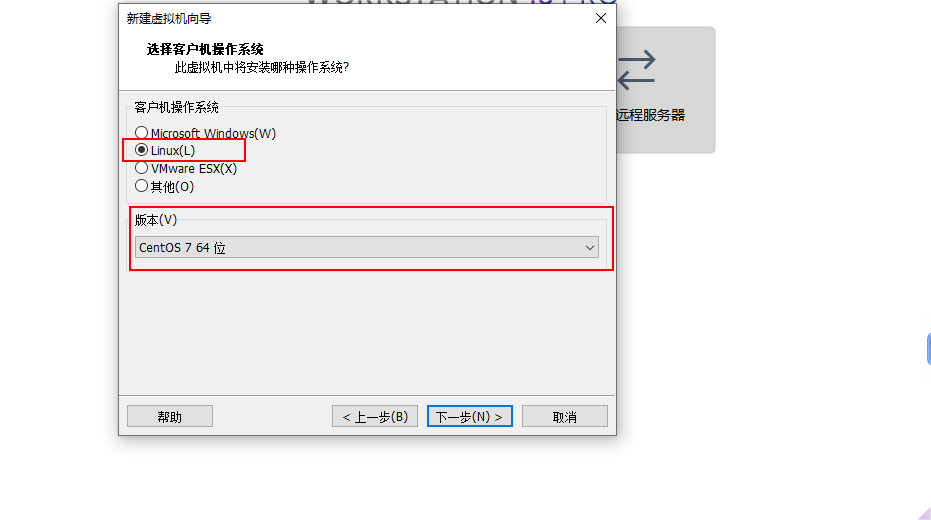 新建虚拟机向导
选择客户机操作系统
此虚拟机中将安装哪种操作系统?
客户机操作系统
Microsoft Windows(W)
Linux(L)
VMware ESX(X)
其他(O)
版本(V)
CentOS 7 64 位
帮助
< 上一步(B)
下一步(N) >
取消
远程服务器